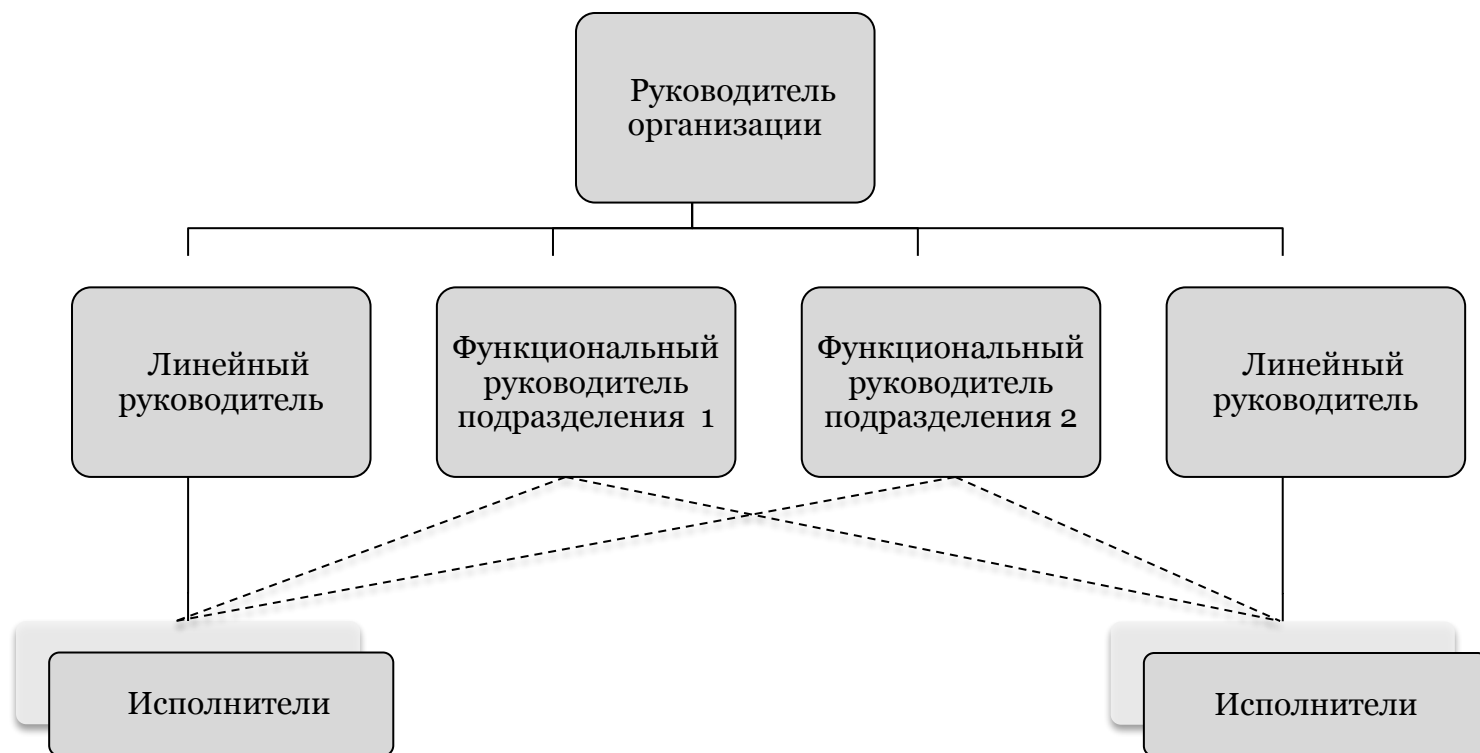 Руководитель
организации
Линейный
руководитель
Функциональный
руководитель
подразделения 1
Функциональный
руководитель
подразделения 2
Линейный
руководитель
Исполнители
Исполнители